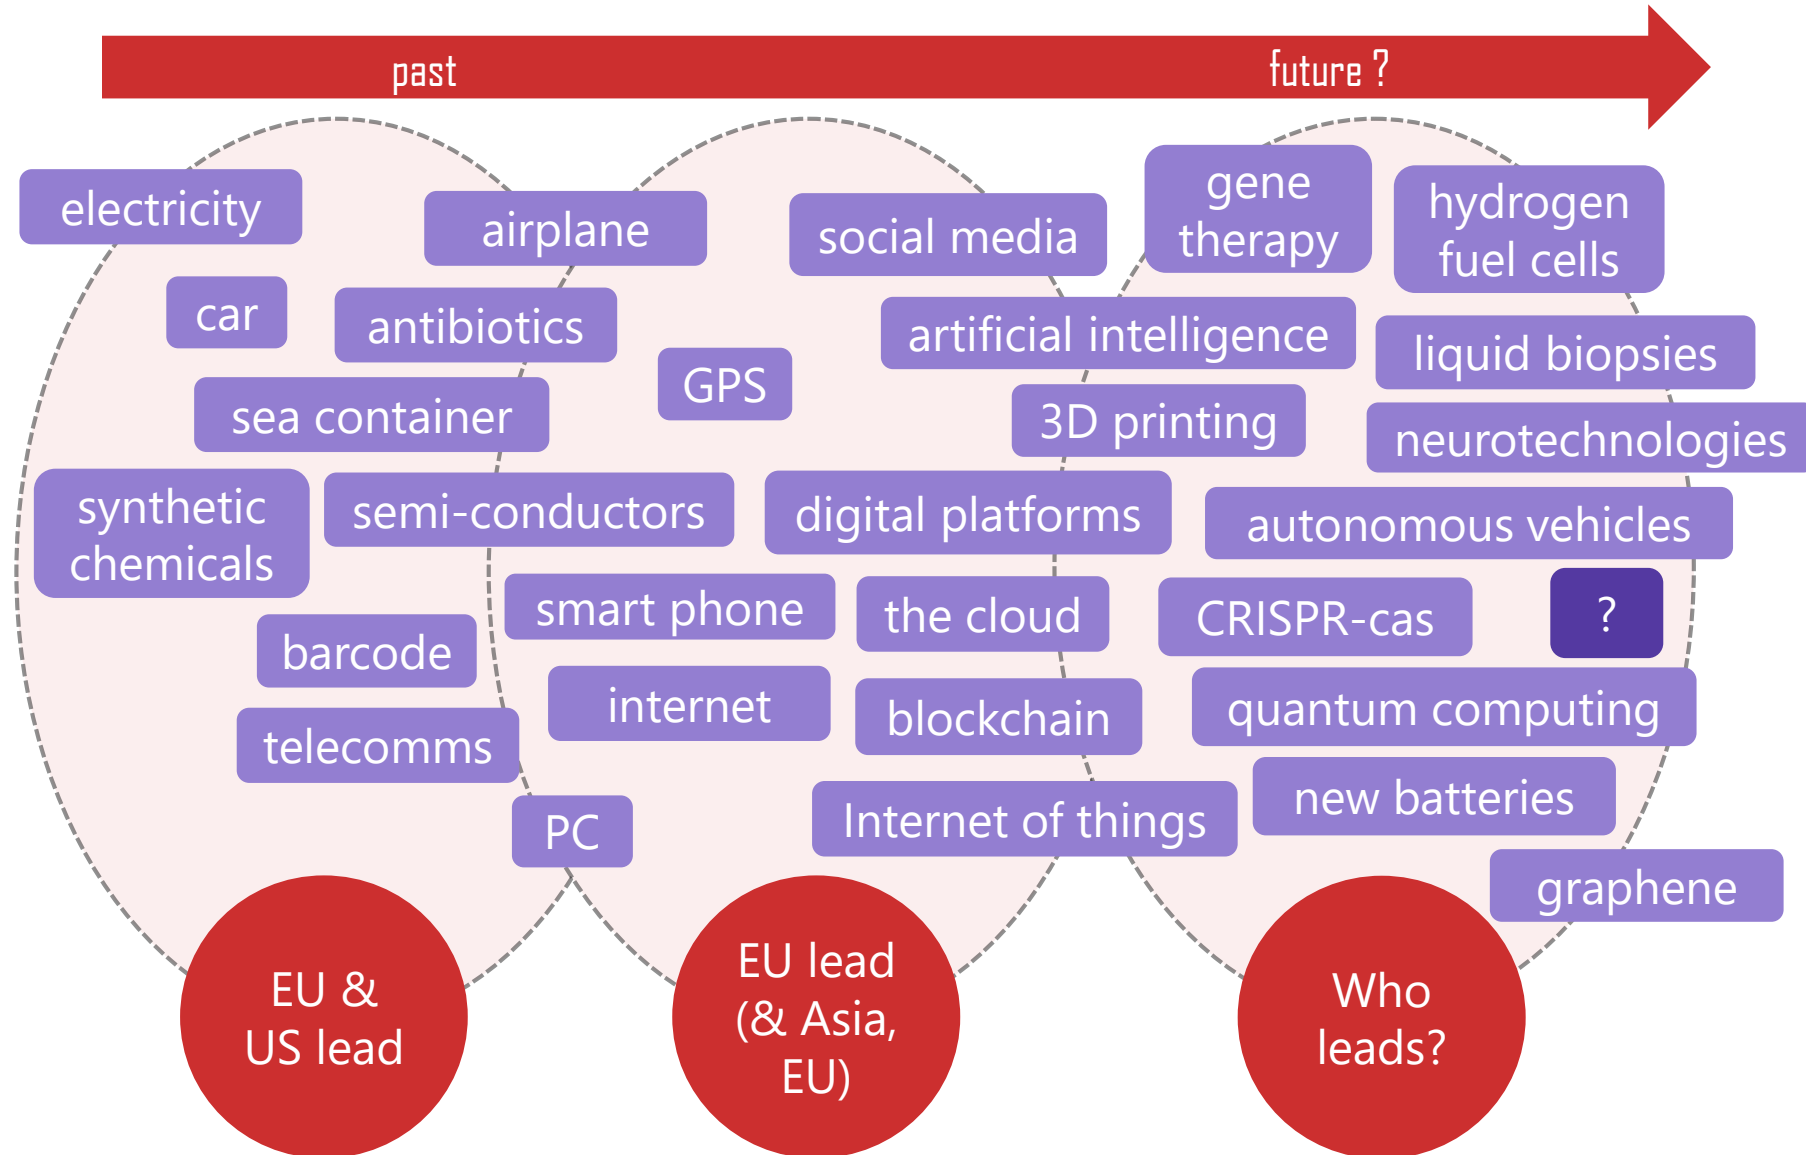 past
future ?
electricity
airplane
social media
gene
therapy
hydrogen
fuel cells
car
antibiotics
artificial intelligence
liquid biopsies
GPS
sea container
3D printing
neurotechnologies
synthetic
chemicals
semi-conductors
digital platforms
autonomous vehicles
smart phone
the cloud
CRISPR-cas
?
barcode
internet
blockchain
quantum computing
telecomms
PC
Internet of things
new batteries
graphene
EU &
US lead
EU lead
(& Asia,
EU)
Who
leads?